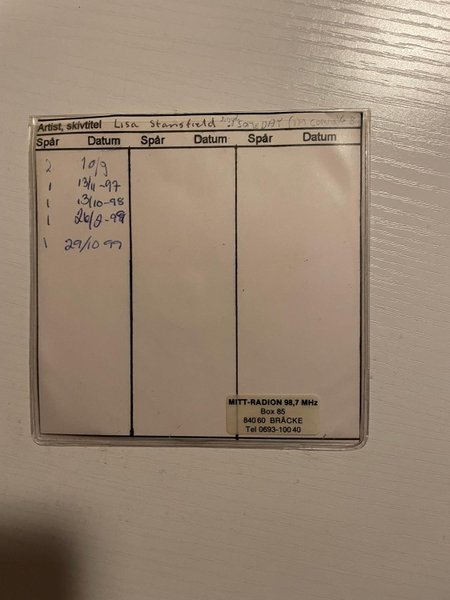 Artist, skivtitel Lisa Stansfield
Spår Datum Spår Datum Spår Datum
2 10/9
1 13/11-97
1 13/10-98
1 26/2-99
1 29/10 99
MITT-RADION 98,7 MHz
Box 85
840 60 BRÄCKE
Tel 0693-100 40